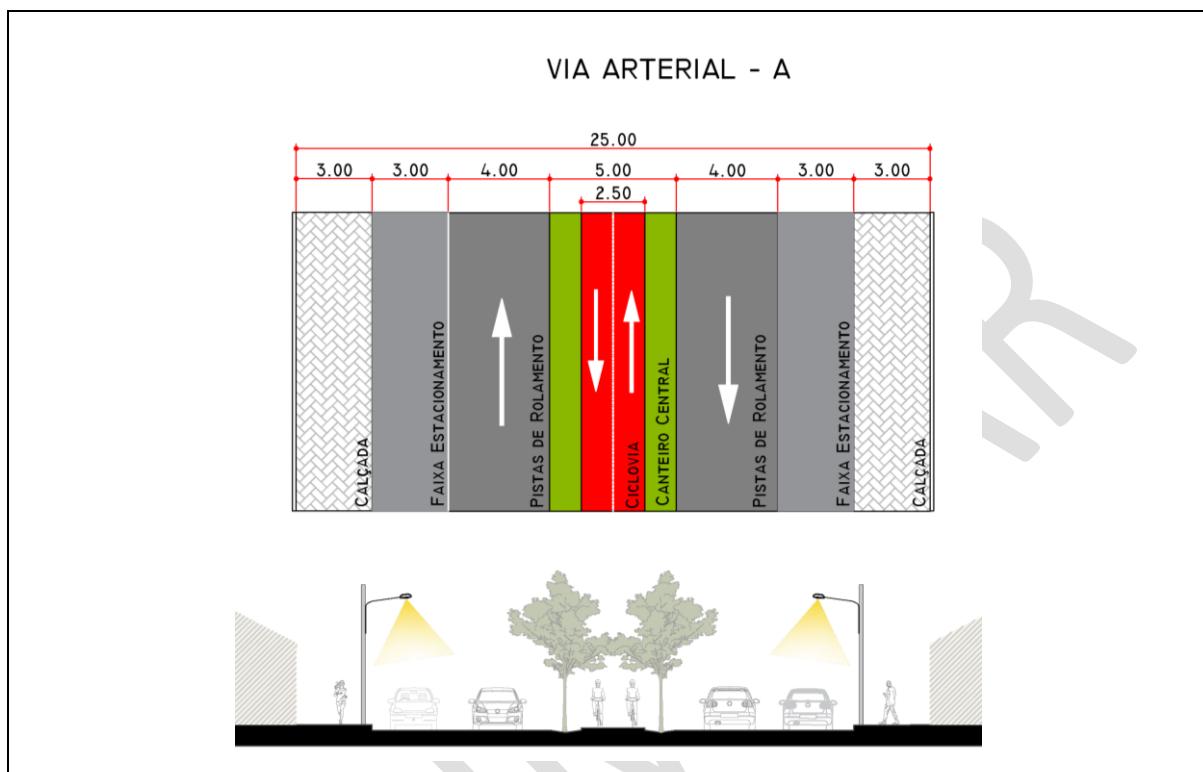 VIA ARTERIAL - A
25.00
3.00 3.00 4.00 5.00 4.00 3.00 3.00
2.50
CALÇADA
FAIXA ESTACIONAMENTO
PISTAS DE ROLAMENTO
CICLOVIA
CANTEIRO CENTRAL
PISTAS DE ROLAMENTO
FAIXA ESTACIONAMENTO
CALÇADA